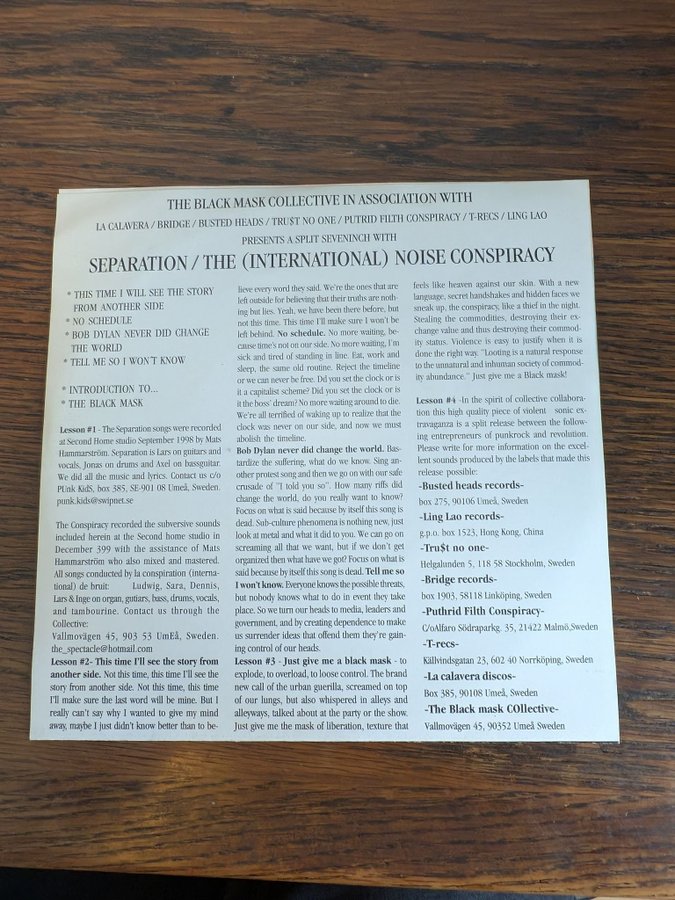 THE BLACK MASK COLLECTIVE IN ASSOCIATION WITH
LA CALAVERA / BRIDGE / BUSTED HEADS / TRU$T NO ONE / PUTRID FILTH CONSPIRACY / T-RECS / LING LAO
PRESENTS A SPLIT SEVENINCH WITH
SEPARATION / THE (INTERNATIONAL) NOISE CONSPIRACY
* THIS TIME I WILL SEE THE STORY
FROM ANOTHER SIDE
* NO SCHEDULE
* BOB DYLAN NEVER DID CHANGE
THE WORLD
* TELL ME SO I WON'T KNOW
* INTRODUCTION TO...
* THE BLACK MASK
Lesson #1 - The Separation songs were recorded
at Second Home studio September 1998 by Mats
Hammarström. Separation is Lars on guitars and
vocals, Jonas on drums and Axel on bassguitar.
We did all the music and lyrics. Contact us c/o
PUnk KidS, box 385, SE-901 08 Umeå, Sweden.
punk.kids@swipnet.se
The Conspiracy recorded the subversive sounds
included herein at the Second home studio in
December 399 with the assistance of Mats
Hammarström who also mixed and mastered.
All songs conducted by la conspiration (interna-
tional) de bruit: Ludwig, Sara, Dennis,
Lars & Inge on organ, gutiars, bass, drums, vocals,
and tambourine. Contact us through the
Collective:
Vallmovägen 45, 903 53 UmEå, Sweden.
the_spectacle@hotmail.com
Lesson #2- This time I'll see the story from
another side. Not this time, this time I'll see the
story from another side. Not this time, this time
I'll make sure the last word will be mine. But I
really can't say why I wanted to give my mind
away, maybe I just didn't know better than to be-
lieve every word they said. We're the ones that are
left outside for believing that their truths are noth-
ing but lies. Yeah, we have been there before, but
not this time. This time I'll make sure I won't be
left behind. No schedule. No more waiting, be-
cause time's not on our side. No more waiting, I'm
sick and tired of standing in line. Eat, work and
sleep, the same old routine. Reject the timeline
or we can never be free. Did you set the clock or is
it a capitalist scheme? Did you set the clock or is
it the boss' dream? No more waiting around to die.
We're all terrified of waking up to realize that the
clock was never on our side, and now we must
abolish the timeline.
Bob Dylan never did change the world. Bas-
tardize the suffering, what do we know. Sing an-
other protest song and then we go on with our safe
crusade of "I told you so". How many riffs did
change the world, do you really want to know?
Focus on what is said because by itself this song is
dead. Sub-culture phenomena is nothing new, just
look at metal and what it did to you. We can go on
screaming all that we want, but if we don't get
organized then what have we got? Focus on what is
said because by itself this song is dead. Tell me so
I won't know. Everyone knows the possible threats,
but nobody knows what to do in event they take
place. So we turn our heads to media, leaders and
government, and by creating dependence to make
us surrender ideas that offend them they're gain-
ing control of our heads.
Lesson #3 - Just give me a black mask - to
explode, to overload, to loose control. The brand
new call of the urban guerilla, screamed on top
of our lungs, but also whispered in alleys and
alleyways, talked about at the party or the show.
Just give me the mask of liberation, texture that
feels like heaven against our skin. With a new
language, secret handshakes and hidden faces we
sneak up, the conspiracy, like a thief in the night.
Stealing the commodities, destroying their ex-
change value and thus destroying their commod-
ity status. Violence is easy to justify when it is
done the right way. "Looting is a natural response
to the unnatural and inhuman society of commod-
ity abundance." Just give me a Black mask!
Lesson #4 -In the spirit of collective collabora-
tion this high quality piece of violent sonic ex-
travaganza is a split release between the follow-
ing entrepreneurs of punkrock and revolution.
Please write for more information on the excel-
lent sounds produced by the labels that made this
release possible:
-Busted heads records-
box 275, 90106 Umeå, Sweden
-Ling Lao records-
g.p.o. box 1523, Hong Kong, China
-Tru$t no one-
Helgalunden 5, 118 58 Stockholm, Sweden
-Bridge records-
box 1903, 58118 Linköping, Sweden
-Puthrid Filth Conspiracy-
C/oAlfaro Södraparkg. 35, 21422 Malmö,Sweden
-T-recs-
Källvindsgatan 23, 602 40 Norrköping, Sweden
-La calavera discos-
Box 385, 90108 Umeå, Sweden
-The Black mask COllective-
Vallmovägen 45, 90352 Umeå Sweden